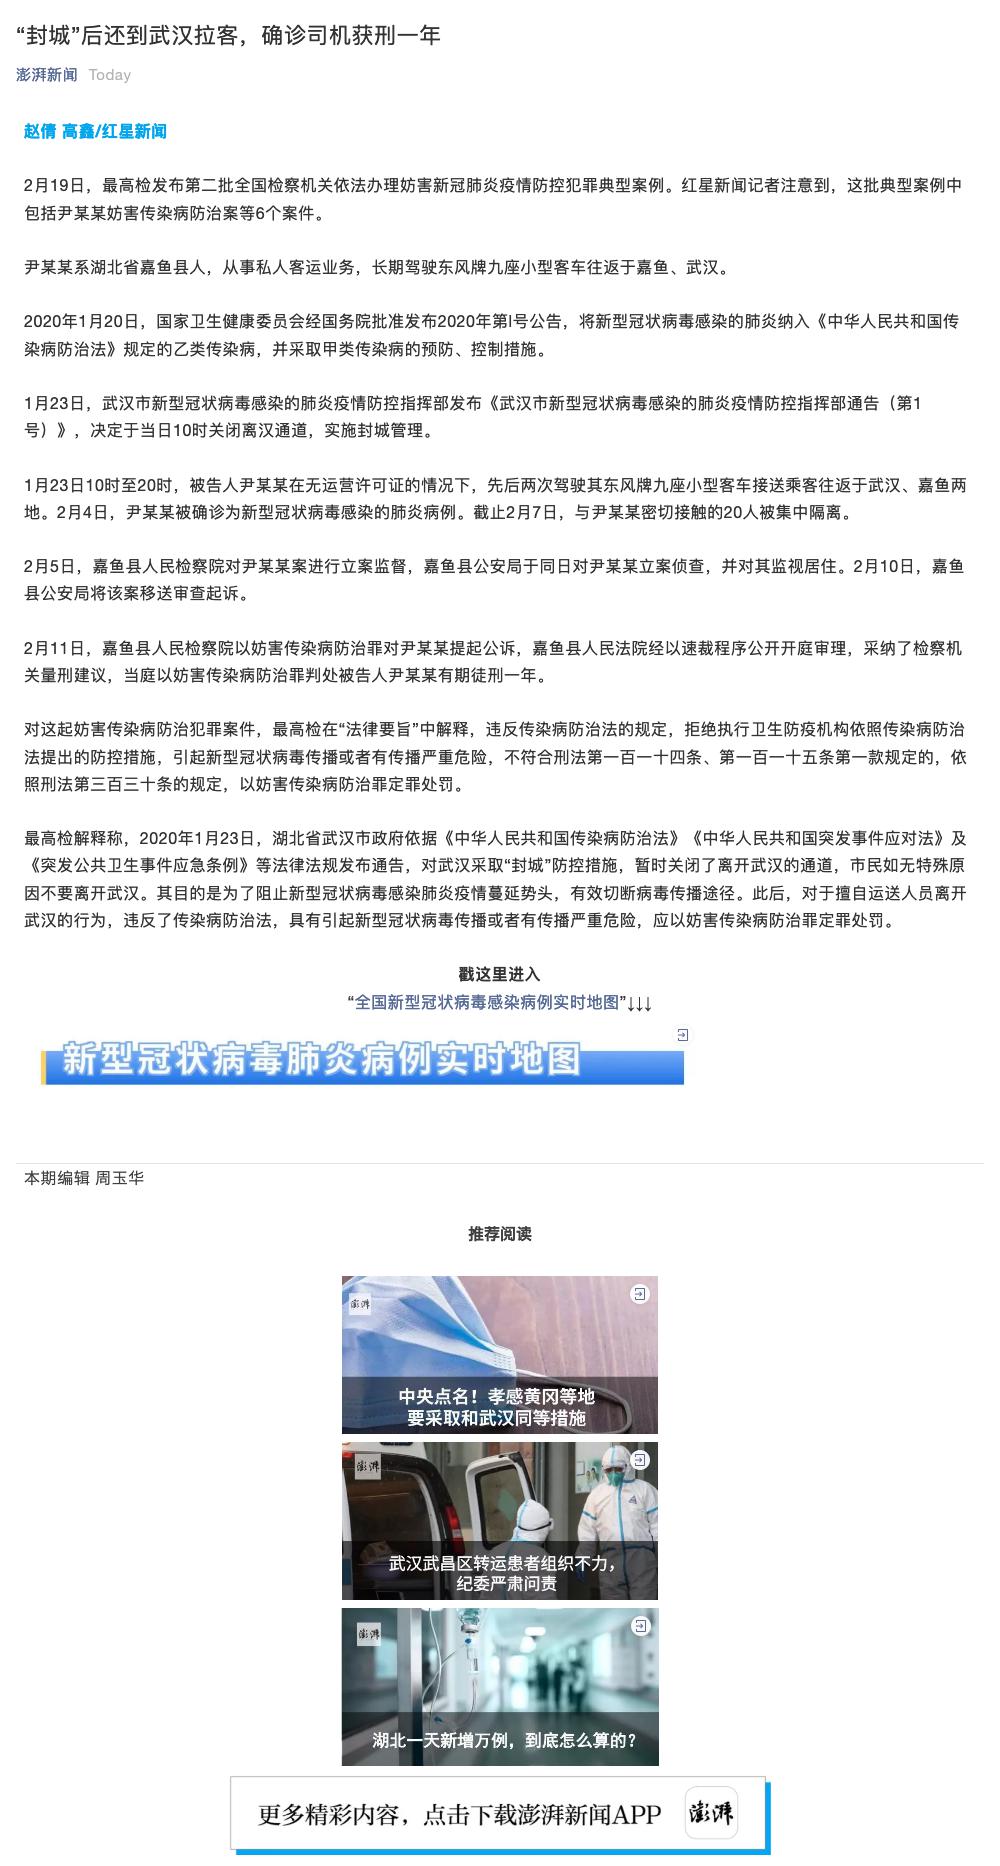 “封城”后还到武汉拉客，确诊司机获刑一年
澎湃新闻 Today
赵倩 高鑫/红星新闻
2月19日，最高检发布第二批全国检察机关依法办理妨害新冠肺炎疫情防控犯罪典型案例。红星新闻记者注意到，这批典型案例中
包括尹某某妨害传染病防治案等6个案件。
尹某某系湖北省嘉鱼县人，从事私人客运业务，长期驾驶东风牌九座小型客车往返于嘉鱼、武汉。
2020年1月20日，国家卫生健康委员会经国务院批准发布2020年第l号公告，将新型冠状病毒感染的肺炎纳入《中华人民共和国传
染病防治法》规定的乙类传染病，并采取甲类传染病的预防、控制措施。
1月23日，武汉市新型冠状病毒感染的肺炎疫情防控指挥部发布《武汉市新型冠状病毒感染的肺炎疫情防控指挥部通告（第1
号）》，决定于当日10时关闭离汉通道，实施封城管理。
1月23日10时至20时，被告人尹某某在无运营许可证的情况下，先后两次驾驶其东风牌九座小型客车接送乘客往返于武汉、嘉鱼两
地。2月4日，尹某某被确诊为新型冠状病毒感染的肺炎病例。截止2月7日，与尹某某密切接触的20人被集中隔离。
2月5日，嘉鱼县人民检察院对尹某某案进行立案监督，嘉鱼县公安局于同日对尹某某立案侦查，并对其监视居住。2月10日，嘉鱼
县公安局将该案移送审查起诉。
2月11日，嘉鱼县人民检察院以妨害传染病防治罪对尹某某提起公诉，嘉鱼县人民法院经以速裁程序公开开庭审理，采纳了检察机
关量刑建议，当庭以妨害传染病防治罪判处被告人尹某某有期徒刑一年。
对这起妨害传染病防治犯罪案件，最高检在“法律要旨”中解释，违反传染病防治法的规定，拒绝执行卫生防疫机构依照传染病防治
法提出的防控措施，引起新型冠状病毒传播或者有传播严重危险，不符合刑法第一百一十四条、第一百一十五条第一款规定的，依
照刑法第三百三十条的规定，以妨害传染病防治罪定罪处罚。
最高检解释称，2020年1月23日，湖北省武汉市政府依据《中华人民共和国传染病防治法》《中华人民共和国突发事件应对法》及
《突发公共卫生事件应急条例》等法律法规发布通告，对武汉采取“封城”防控措施，暂时关闭了离开武汉的通道，市民如无特殊原
因不要离开武汉。其目的是为了阻止新型冠状病毒感染肺炎疫情蔓延势头，有效切断病毒传播途径。此后，对于擅自运送人员离开
武汉的行为，违反了传染病防治法，具有引起新型冠状病毒传播或者有传播严重危险，应以妨害传染病防治罪定罪处罚。
戳这里进入
“全国新型冠状病毒感染病例实时地图”↓↓↓
新型冠状病毒肺炎病例实时地图
本期编辑 周玉华
推荐阅读
澎湃
中央点名！孝感黄冈等地
要采取和武汉同等措施
澎湃
武汉武昌区转运患者组织不力，
纪委严肃问责
澎湃
湖北一天新增万例，到底怎么算的？
更多精彩内容，点击下载澎湃新闻APP 澎湃